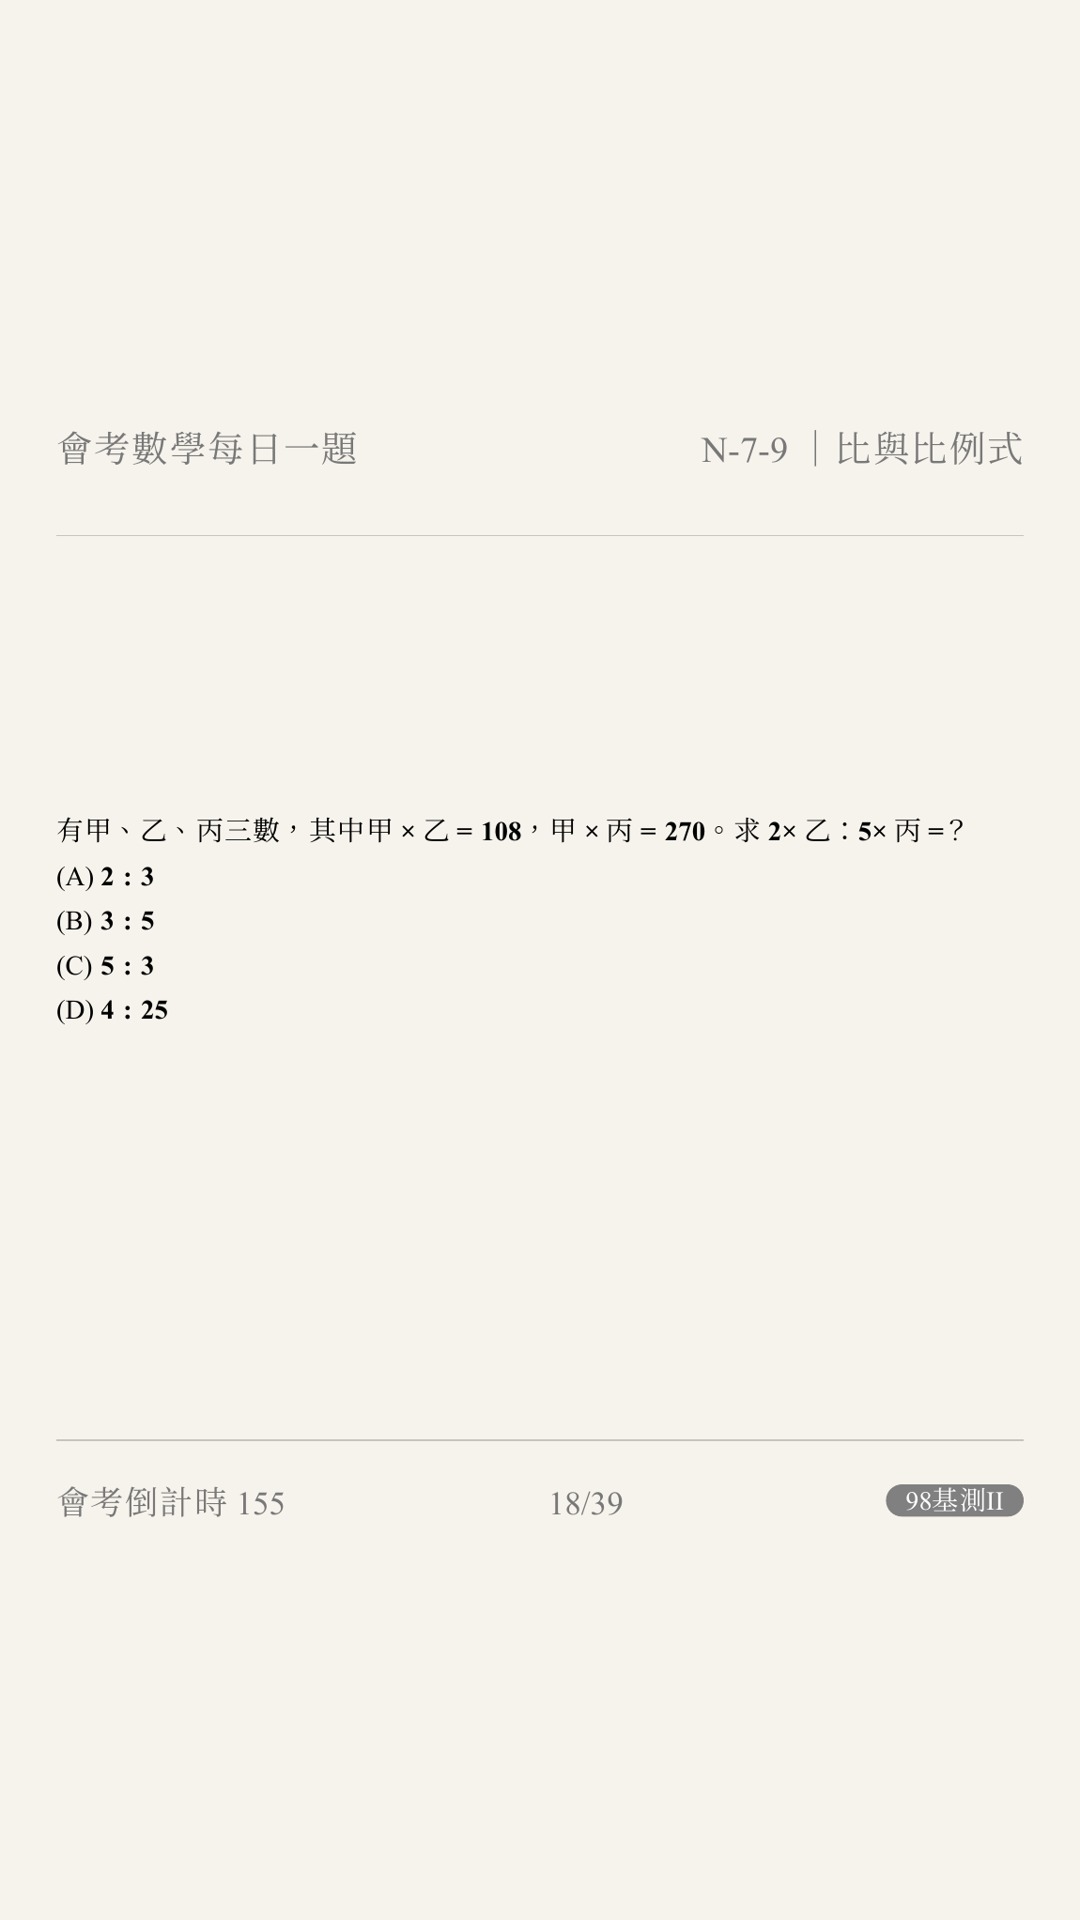 會考數學每日一題
N-7-9｜比與比例式
有甲、乙、丙三數，其中甲 × 乙 = 108，甲 × 丙 = 270。求 2× 乙：5× 丙 =？
(A) 2 : 3
(B) 3 : 5
(C) 5 : 3
(D) 4 : 25
會考倒計時 155
18/39
98基測II